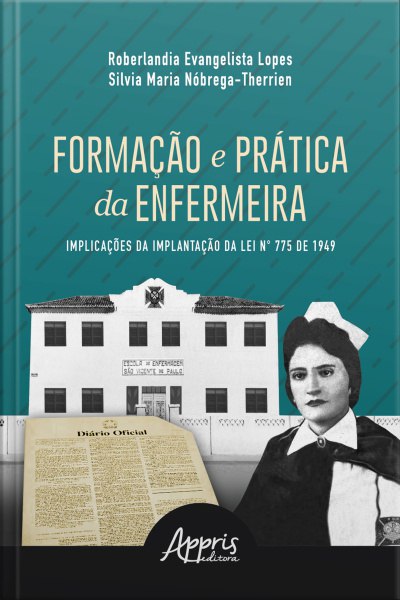 Roberlandia Evangelista Lopes
Silvia Maria Nóbrega-Therrien
FORMAÇÃO e PRÁTICA
da ENFERMEIRA
IMPLICAÇÕES DA IMPLANTAÇÃO DA LEI Nº 775 DE 1949
ESCOLA DE ENFERMAGEM
SÃO VICENTE DE PAULO
Diário Oficial
Appris
editora